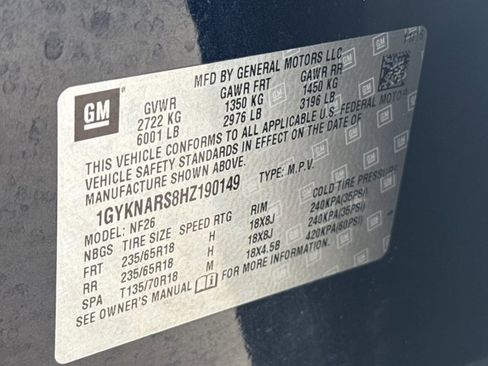 MFD BY GENERAL MOTORS LLC
GM
GVWR GAWR FRT GAWR RR
2722 KG 1350 KG 1450 KG
6001 LB 2976 LB 3196 LB
THIS VEHICLE CONFORMS TO ALL APPLICABLE U.S. FEDERAL MOTOR
VEHICLE SAFETY STANDARDS IN EFFECT ON THE DATE OF
MANUFACTURE SHOWN ABOVE.
1GYKNARS8HZ190149 TYPE: M.P.V.
MODEL: NF26
NBGS TIRE SIZE SPEED RTG RIM COLD TIRE PRESSURE
FRT 235/65R18 H 18X8J 240KPA(35PSI)
RR 235/65R18 H 18X8J 240KPA(35PSI)
SPA T135/70R18 M 18X4.5B 420KPA(60PSI)
SEE OWNER'S MANUAL FOR MORE INFORMATION.